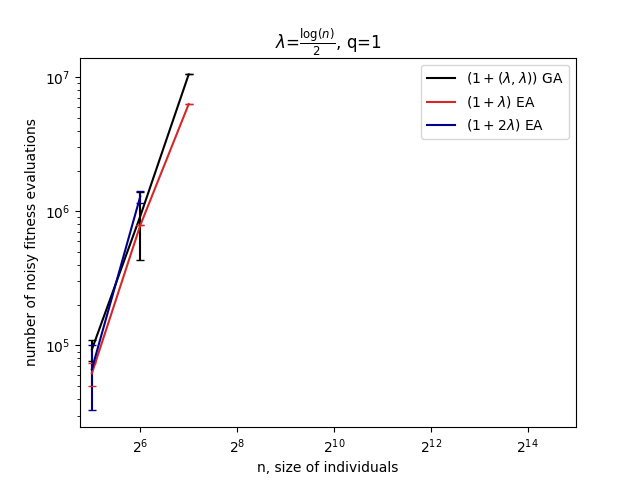 λ=log(n)/2, q=1
(1 + (λ, λ)) GA
(1 + λ) EA
(1 + 2λ) EA
number of noisy fitness evaluations
10^7
10^6
10^5
2^6 2^8 2^10 2^12 2^14
n, size of individuals